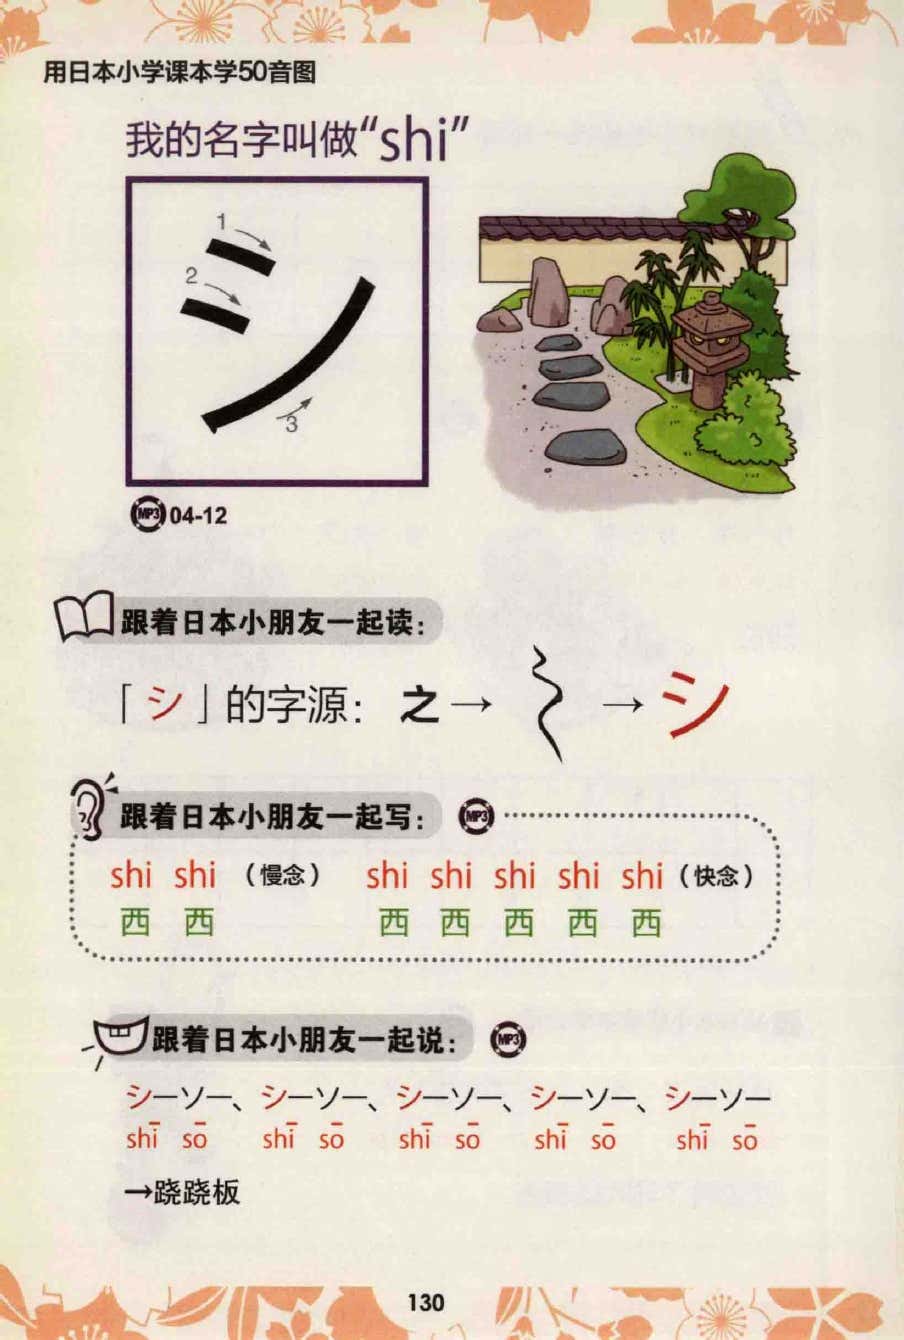 用日本小学课本学50音图
我的名字叫做“shi”
1
2
3
MP3 04-12
跟着日本小朋友一起读：
「シ」的字源：之→ →シ
跟着日本小朋友一起写： MP3
shi shi（慢念） shi shi shi shi shi（快念）
西 西 西 西 西 西 西
跟着日本小朋友一起说： MP3
シーソー、シーソー、シーソー、シーソー、シーソー
shī sō shī sō shī sō shī sō shī sō
→跷跷板
130